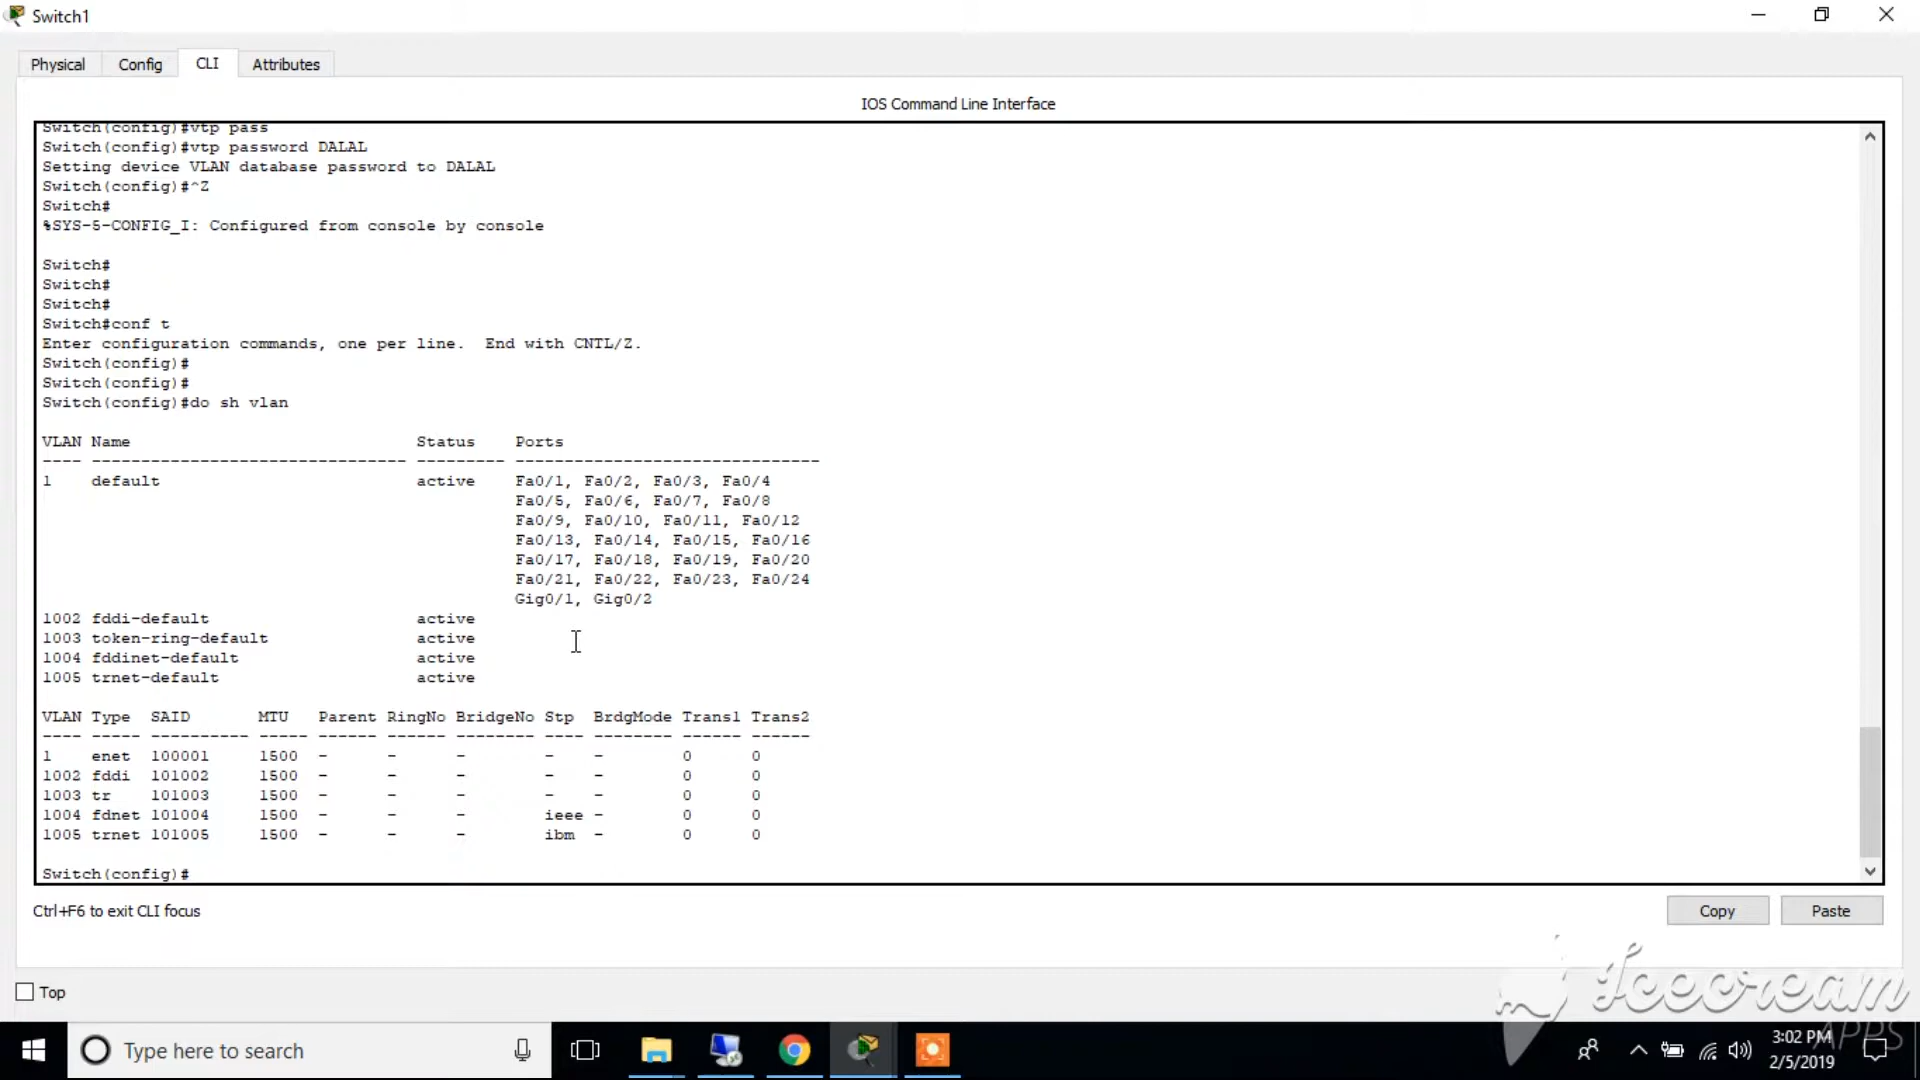 Switch1
Physical Config CLI Attributes
IOS Command Line Interface
Switch(config)#vtp pass
Switch(config)#vtp password DALAL
Setting device VLAN database password to DALAL
Switch(config)#^Z
Switch#
%SYS-5-CONFIG_I: Configured from console by console
Switch#
Switch#
Switch#
Switch#conf t
Enter configuration commands, one per line.  End with CNTL/Z.
Switch(config)#
Switch(config)#
Switch(config)#do sh vlan
VLAN Name                             Status    Ports
---- -------------------------------- --------- -------------------------------
1    default                          active    Fa0/1, Fa0/2, Fa0/3, Fa0/4
Fa0/5, Fa0/6, Fa0/7, Fa0/8
Fa0/9, Fa0/10, Fa0/11, Fa0/12
Fa0/13, Fa0/14, Fa0/15, Fa0/16
Fa0/17, Fa0/18, Fa0/19, Fa0/20
Fa0/21, Fa0/22, Fa0/23, Fa0/24
Gig0/1, Gig0/2
1002 fddi-default                     active
1003 token-ring-default               active
1004 fddinet-default                  active
1005 trnet-default                    active
VLAN Type  SAID       MTU   Parent RingNo BridgeNo Stp  BrdgMode Trans1 Trans2
---- ----- ---------- ----- ------ ------ -------- ---- -------- ------ ------
1    enet  100001     1500  -      -      -        -    -        0      0
1002 fddi  101002     1500  -      -      -        -    -        0      0
1003 tr    101003     1500  -      -      -        -    -        0      0
1004 fdnet 101004     1500  -      -      -        ieee -        0      0
1005 trnet 101005     1500  -      -      -        ibm  -        0      0
Switch(config)#
Ctrl+F6 to exit CLI focus
Copy Paste
Top
Icecream
APPS
Type here to search
3:02 PM
2/5/2019